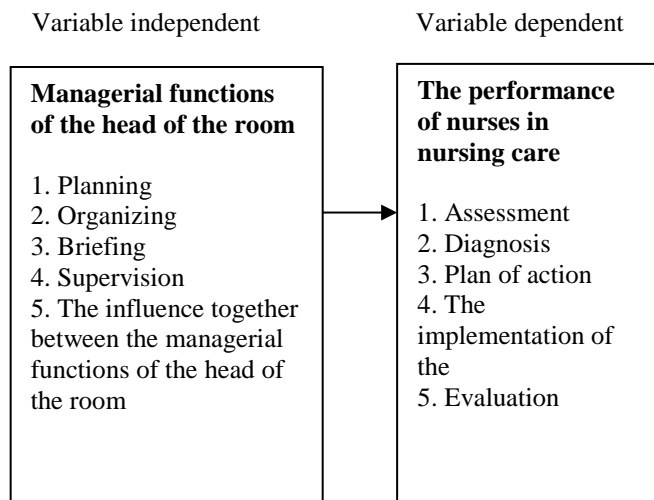 Variable independent
Variable dependent
Managerial functions
of the head of the room
1. Planning
2. Organizing
3. Briefing
4. Supervision
5. The influence together
between the managerial
functions of the head of
the room
The performance
of nurses in
nursing care
1. Assessment
2. Diagnosis
3. Plan of action
4. The
implementation of
the
5. Evaluation